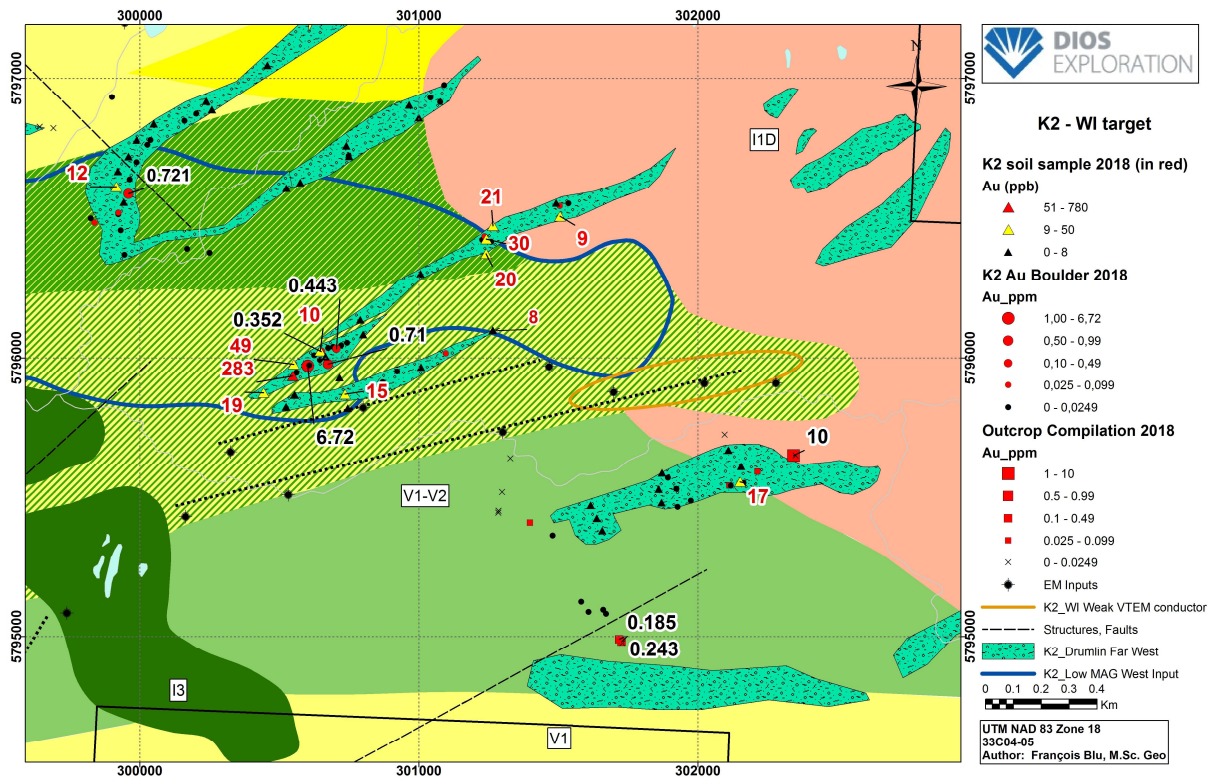 300000
301000
302000
5797000
5797000
N
I1D
12
0.721
21
9
30
20
0.443
10
0.352
8
0.71
49
283
5796000
5796000
19
15
6.72
10
V1-V2
17
5795000
5795000
0.185
0.243
I3
V1
300000
301000
302000
DIOS
EXPLORATION
K2 - WI target
K2 soil sample 2018 (in red)
Au (ppb)
51 - 780
9 - 50
0 - 8
K2 Au Boulder 2018
Au_ppm
1,00 - 6,72
0,50 - 0,99
0,10 - 0,49
0,025 - 0,099
0 - 0,0249
Outcrop Compilation 2018
Au_ppm
1 - 10
0.5 - 0.99
0.1 - 0.49
0.025 - 0.099
0 - 0.0249
EM Inputs
K2_WI Weak VTEM conductor
Structures, Faults
K2_Drumlin Far West
K2_Low MAG West Input
0 0.1 0.2 0.3 0.4
Km
UTM NAD 83 Zone 18
33C04-05
Author: François Blu, M.Sc. Geo